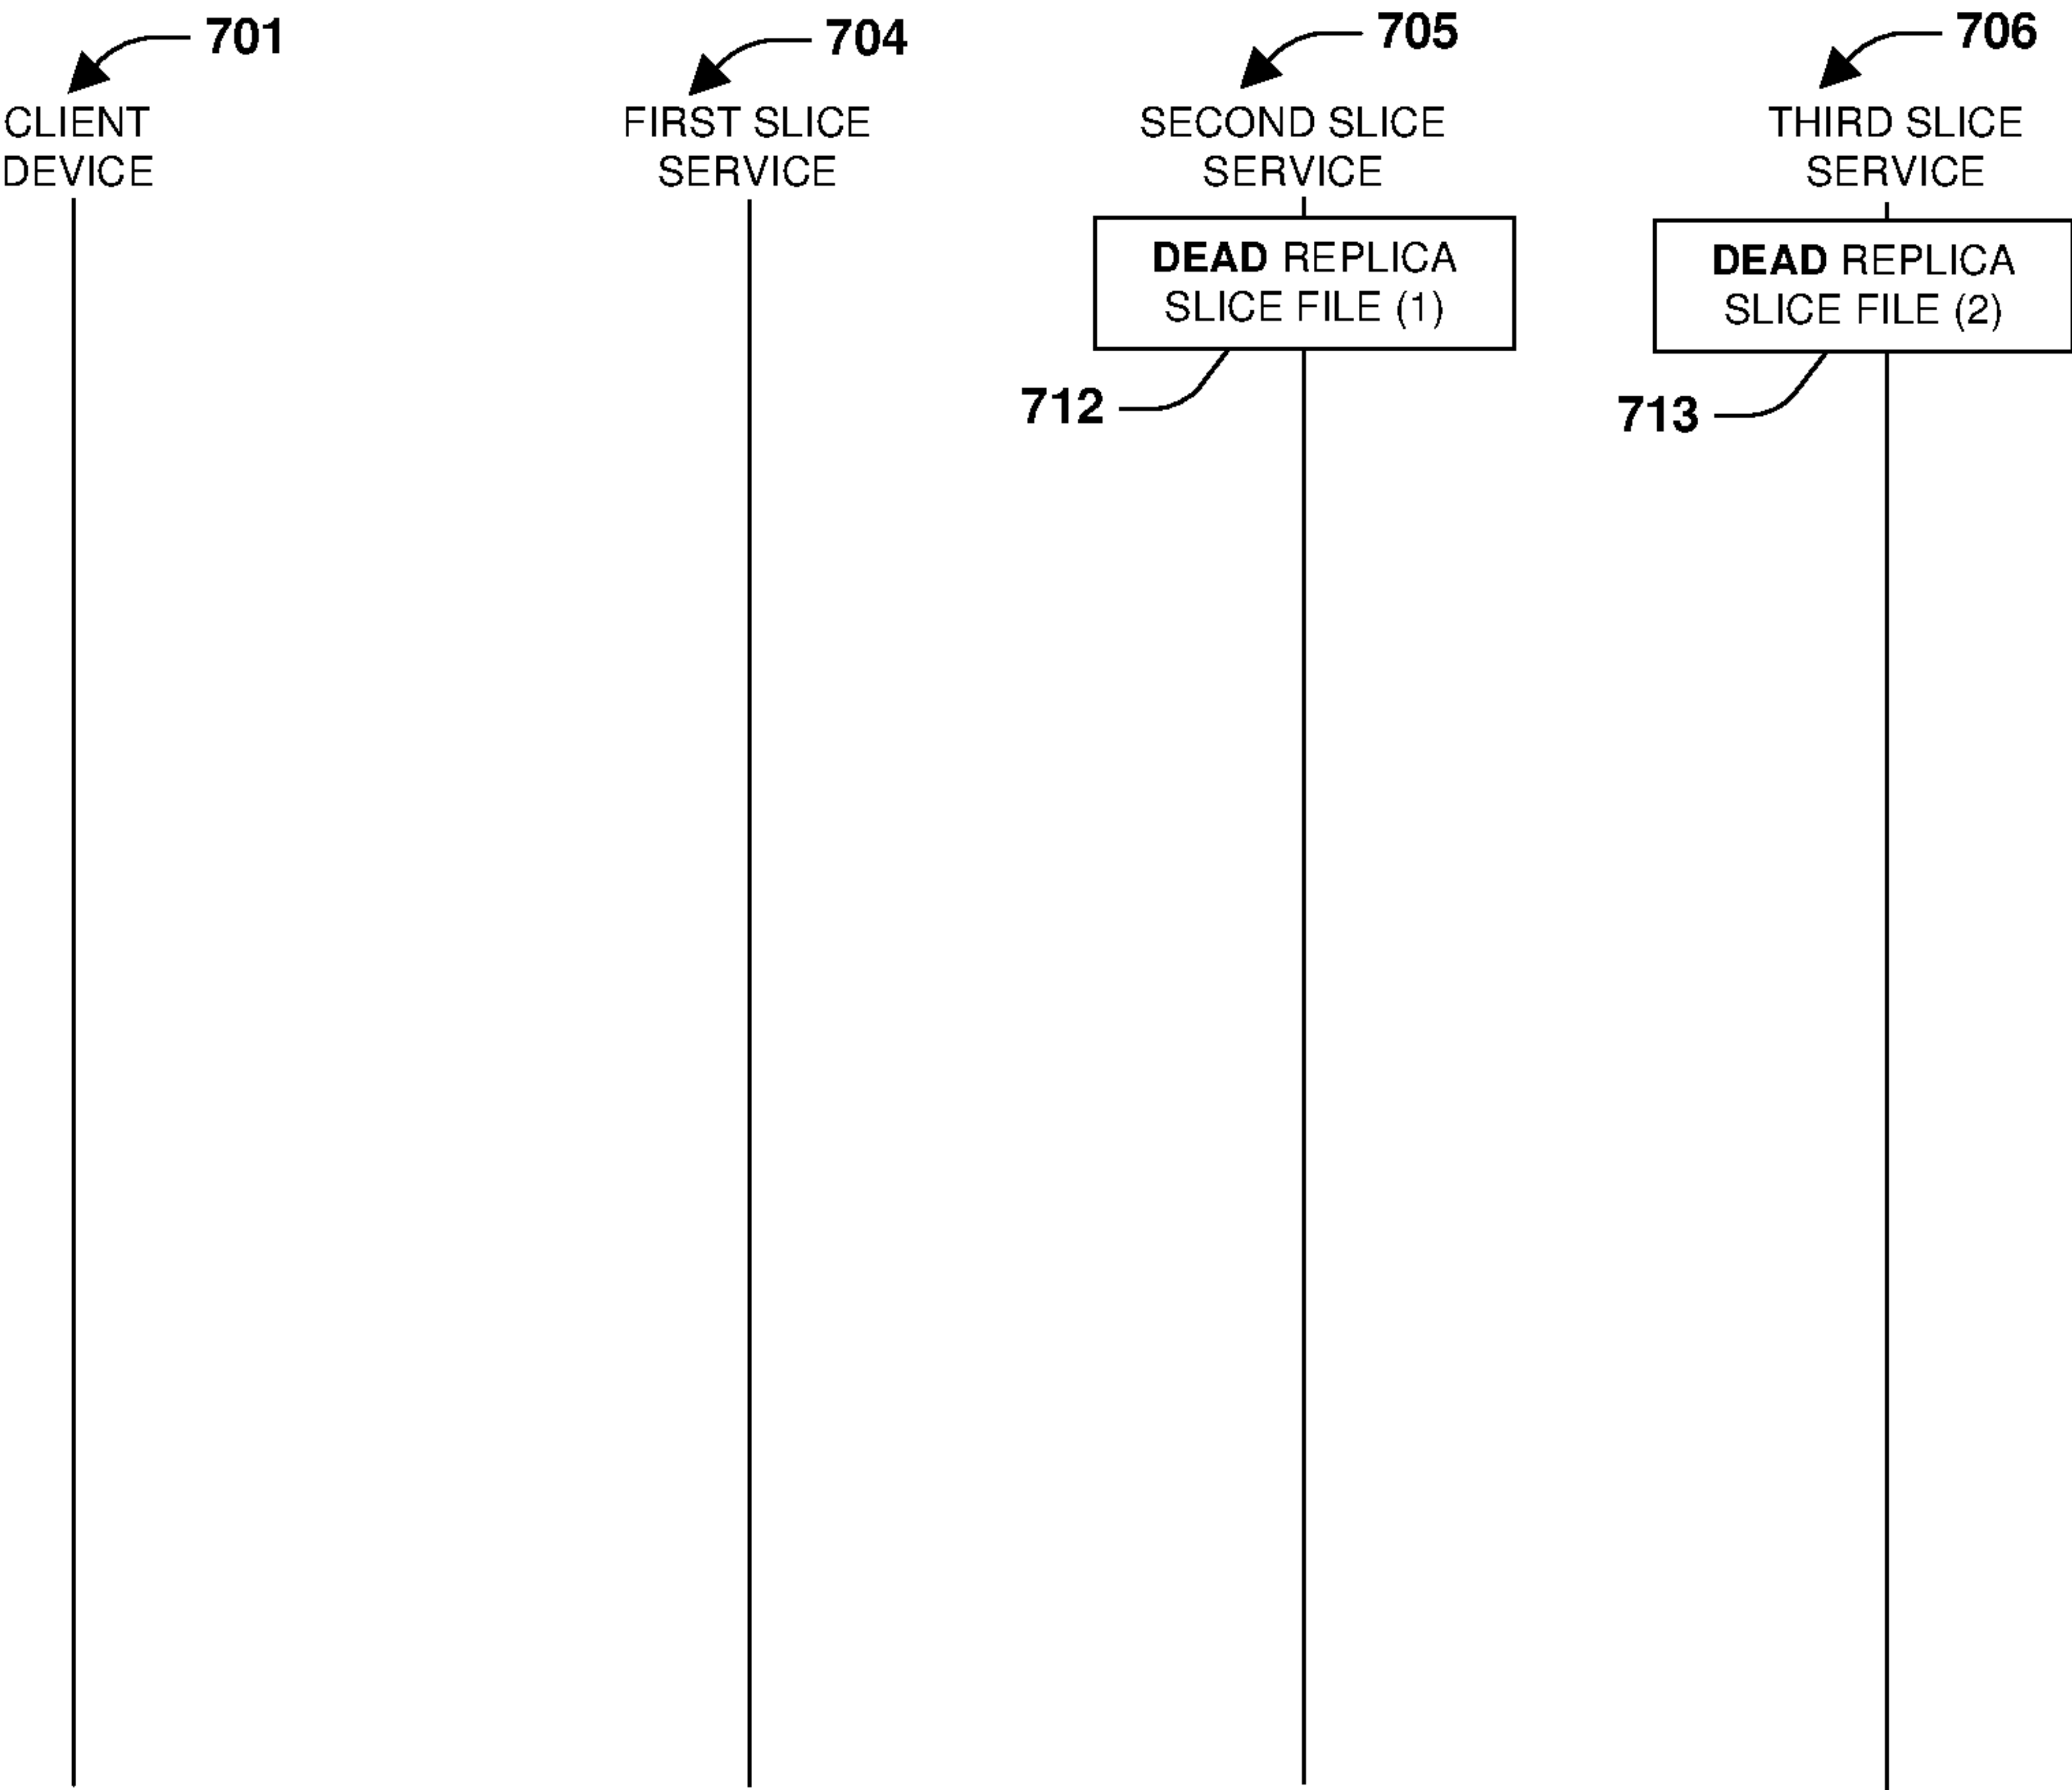 701
704
705
706
CLIENT
DEVICE
FIRST SLICE
SERVICE
SECOND SLICE
SERVICE
THIRD SLICE
SERVICE
DEAD REPLICA
SLICE FILE (1)
DEAD REPLICA
SLICE FILE (2)
712
713